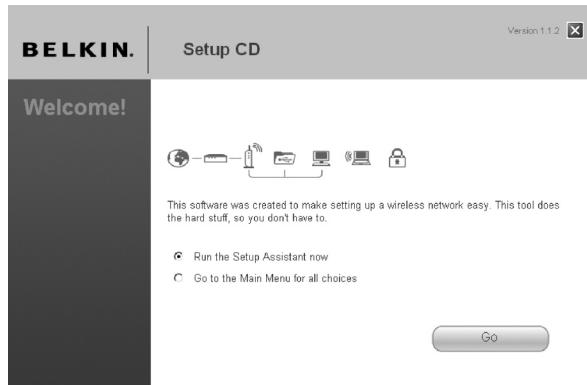 BELKIN.
Setup CD
Version 1.1.2
Welcome!
This software was created to make setting up a wireless network easy. This tool does
the hard stuff, so you don't have to.
Run the Setup Assistant now
Go to the Main Menu for all choices
Go